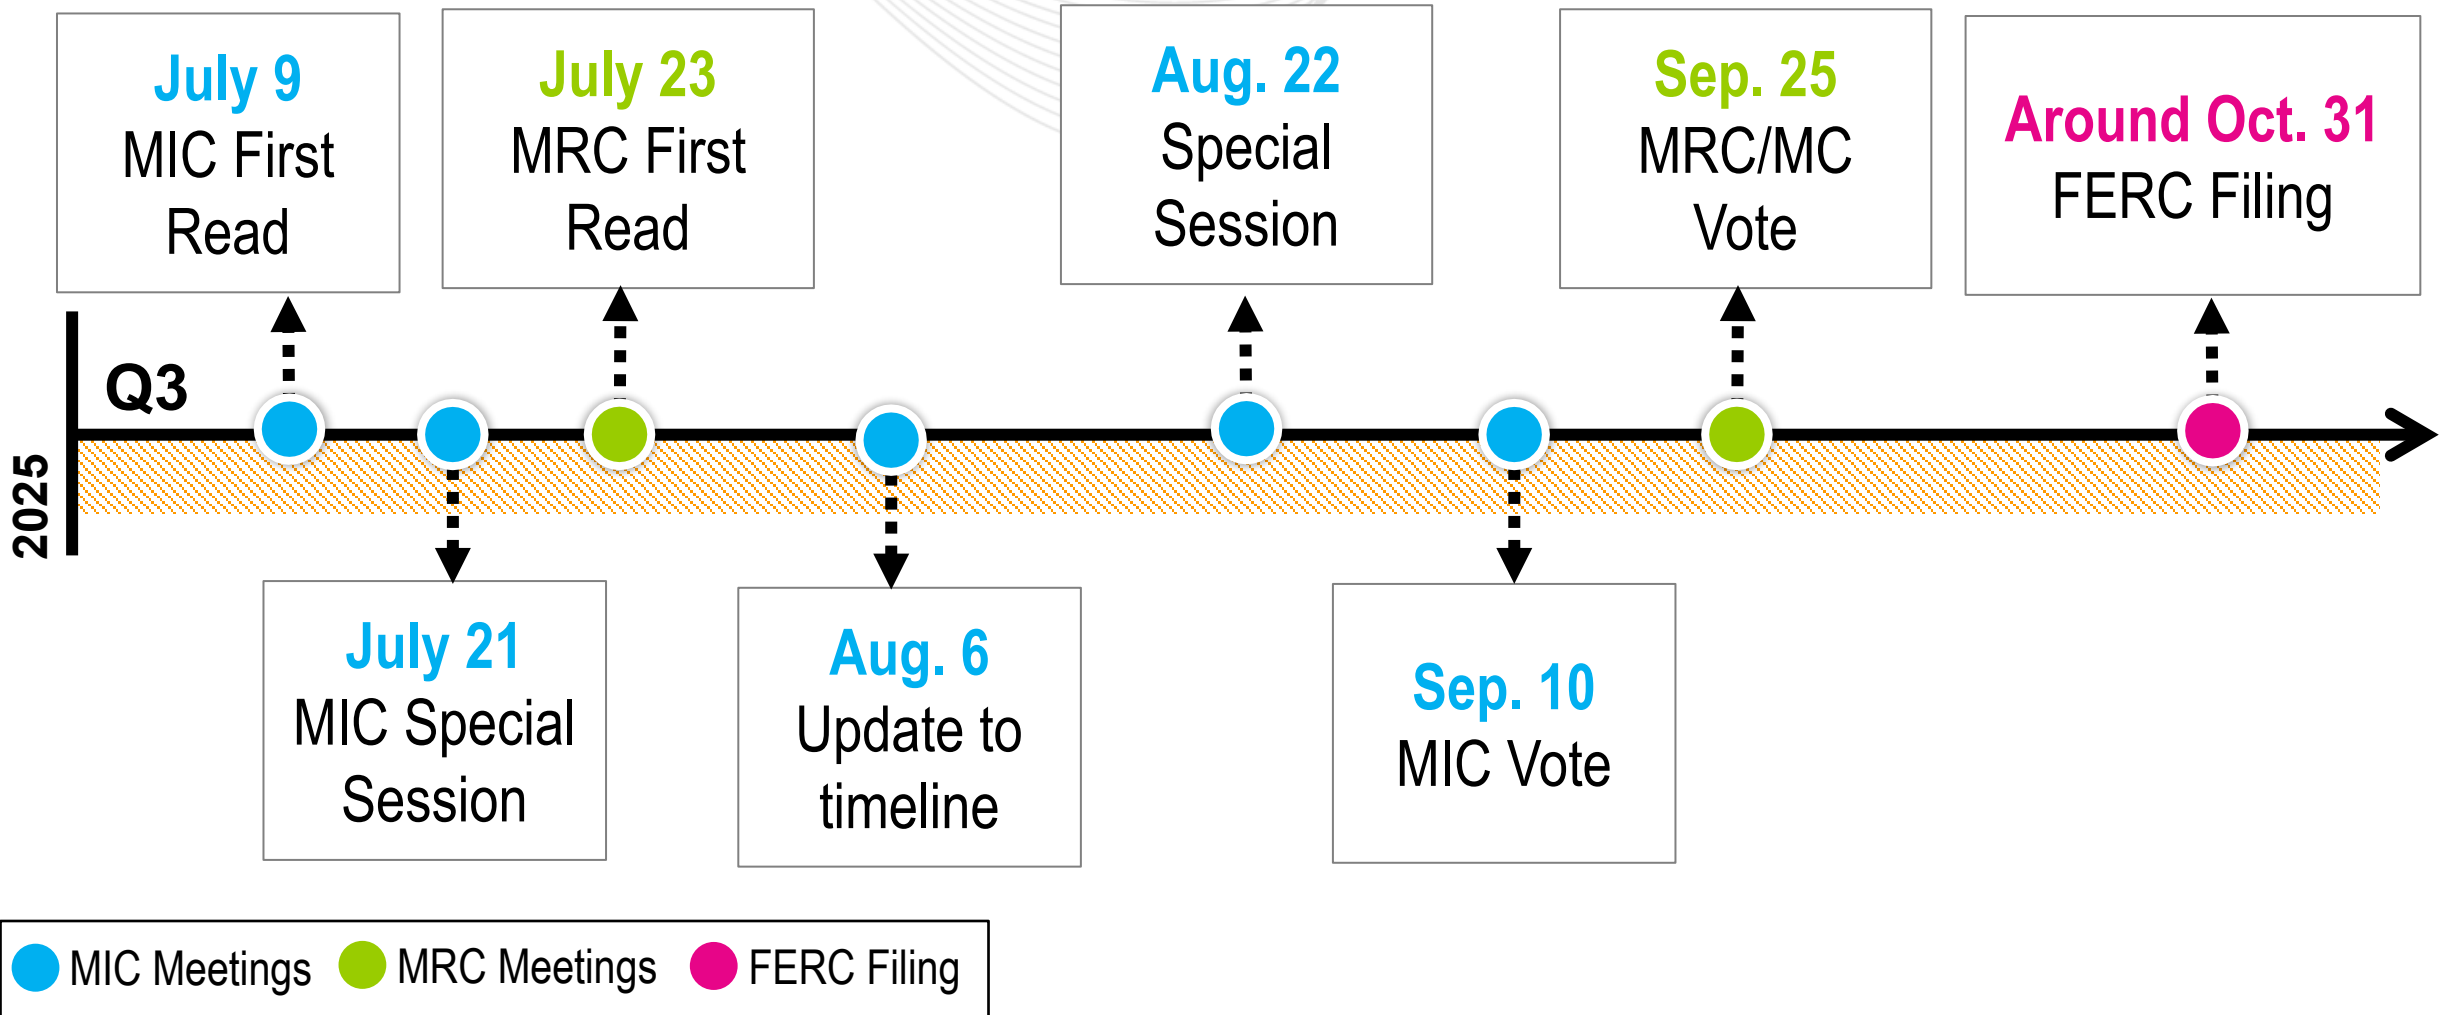 July 9
MIC First
Read
July 23
MRC First
Read
Aug. 22
Special
Session
Sep. 25
MRC/MC
Vote
Around Oct. 31
FERC Filing
Q3
2025
July 21
MIC Special
Session
Aug. 6
Update to
timeline
Sep. 10
MIC Vote
MIC Meetings
MRC Meetings
FERC Filing